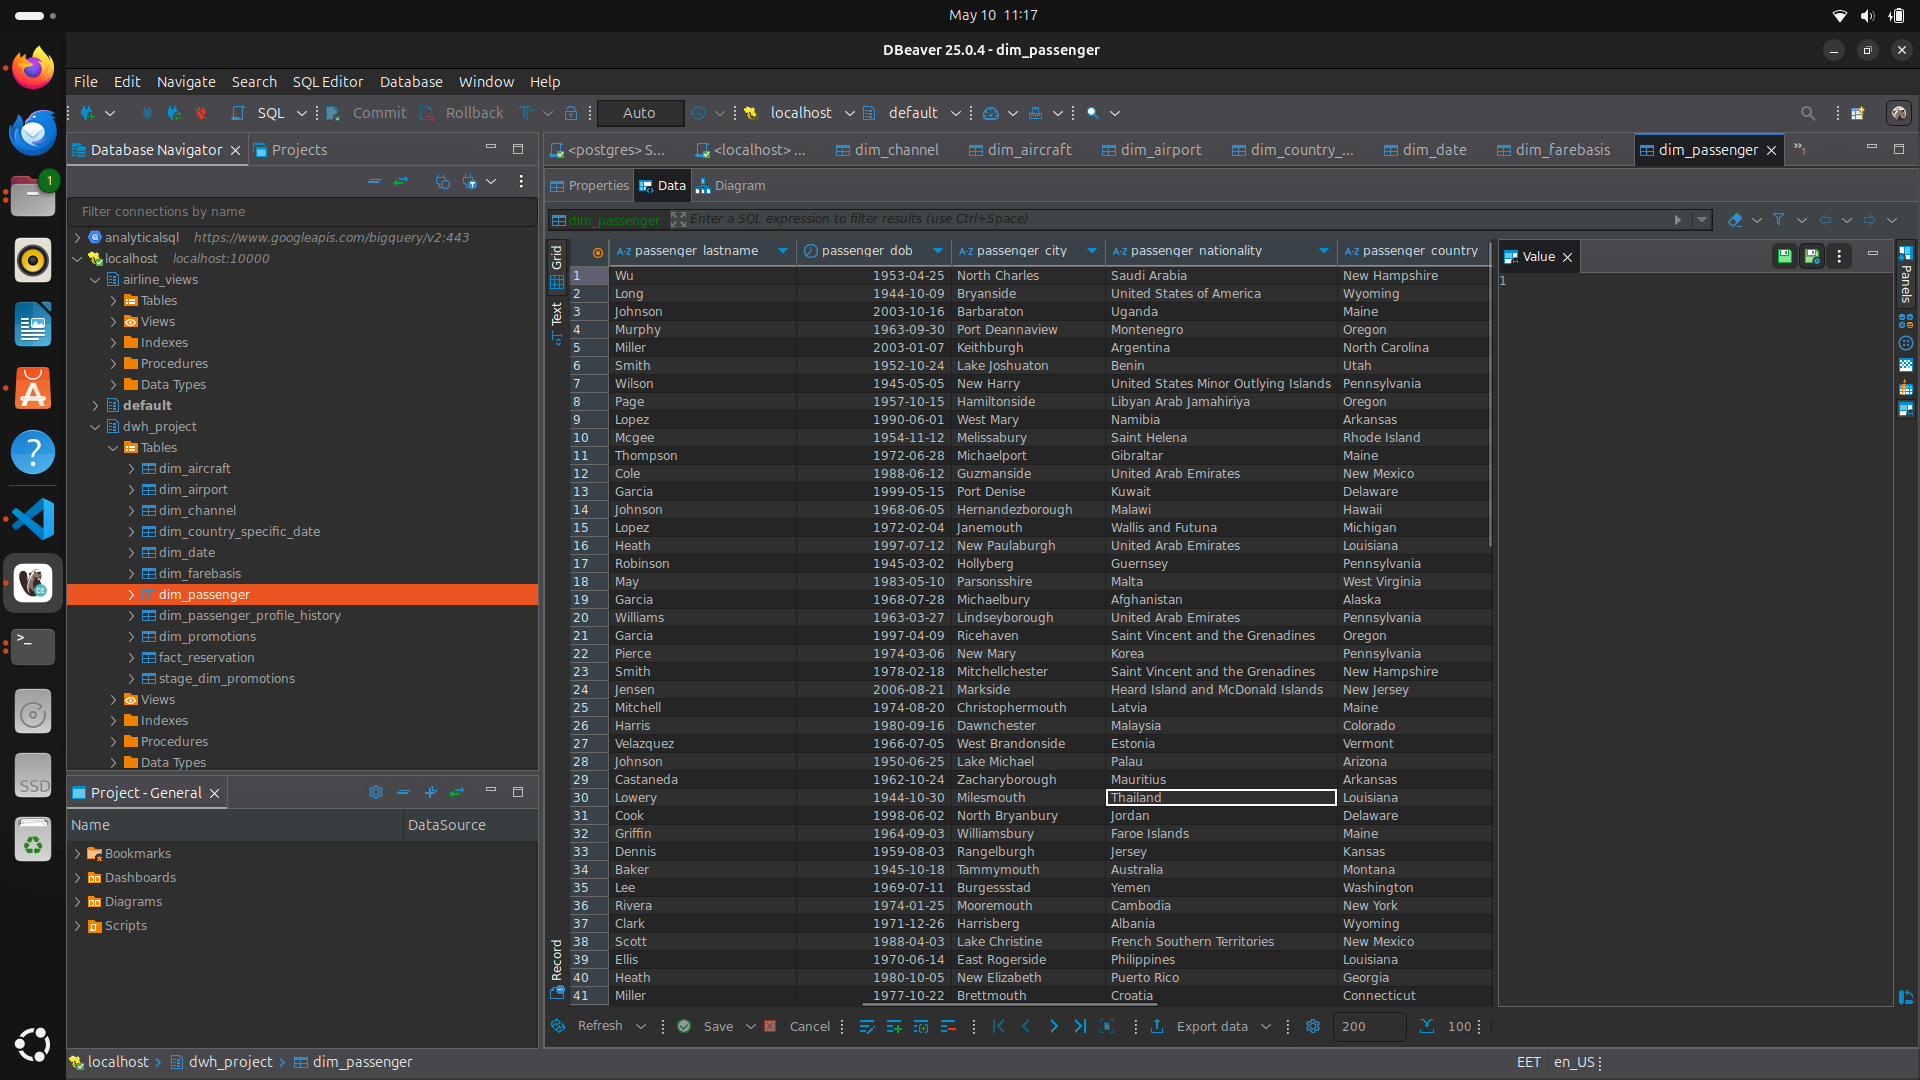 May 10 11:17
DBeaver 25.0.4 - dim_passenger
File Edit Navigate Search SQL Editor Database Window Help
SQL Commit Rollback Auto localhost default
Database Navigator Projects
<postgres> S... <localhost> ... dim_channel dim_aircraft dim_airport dim_country_... dim_date dim_farebasis dim_passenger "1
Properties Data Diagram
Filter connections by name
dim_passenger Enter a SQL expression to filter results (use Ctrl+Space)
analyticalsql https://www.googleapis.com/bigquery/v2:443
localhost localhost:10000
airline_views
Tables
Views
Indexes
Procedures
Data Types
default
dwh_project
Tables
dim_aircraft
dim_airport
dim_channel
dim_country_specific_date
dim_date
dim_farebasis
dim_passenger
dim_passenger_profile_history
dim_promotions
fact_reservation
stage_dim_promotions
Views
Indexes
Procedures
Data Types
Project - General
Name DataSource
Bookmarks
Dashboards
Diagrams
Scripts
Grid
Text
Record
passenger_lastname passenger_dob passenger_city passenger_nationality passenger_country
1 Wu 1953-04-25 North Charles Saudi Arabia New Hampshire
2 Long 1944-10-09 Bryanside United States of America Wyoming
3 Johnson 2003-10-16 Barbaraton Uganda Maine
4 Murphy 1963-09-30 Port Deannaview Montenegro Oregon
5 Miller 2003-01-07 Keithburgh Argentina North Carolina
6 Smith 1952-10-24 Lake Joshuaton Benin Utah
7 Wilson 1945-05-05 New Harry United States Minor Outlying Islands Pennsylvania
8 Page 1957-10-15 Hamiltonside Libyan Arab Jamahiriya Oregon
9 Lopez 1990-06-01 West Mary Namibia Arkansas
10 Mcgee 1954-11-12 Melissabury Saint Helena Rhode Island
11 Thompson 1972-06-28 Michaelport Gibraltar Maine
12 Cole 1988-06-12 Guzmanside United Arab Emirates New Mexico
13 Garcia 1999-05-15 Port Denise Kuwait Delaware
14 Johnson 1968-06-05 Hernandezborough Malawi Hawaii
15 Lopez 1972-02-04 Janemouth Wallis and Futuna Michigan
16 Heath 1997-07-12 New Paulaburgh United Arab Emirates Louisiana
17 Robinson 1945-03-02 Hollyberg Guernsey Pennsylvania
18 May 1983-05-10 Parsonsshire Malta West Virginia
19 Garcia 1968-07-28 Michaelbury Afghanistan Alaska
20 Williams 1963-03-27 Lindseyborough United Arab Emirates Pennsylvania
21 Garcia 1997-04-09 Ricehaven Saint Vincent and the Grenadines Oregon
22 Pierce 1974-03-06 New Mary Korea Pennsylvania
23 Smith 1978-02-18 Mitchellchester Saint Vincent and the Grenadines New Hampshire
24 Jensen 2006-08-21 Markside Heard Island and McDonald Islands New Jersey
25 Mitchell 1974-08-20 Christophermouth Latvia Maine
26 Harris 1980-09-16 Dawnchester Malaysia Colorado
27 Velazquez 1966-07-05 West Brandonside Estonia Vermont
28 Johnson 1950-06-25 Lake Michael Palau Arizona
29 Castaneda 1962-10-24 Zacharyborough Mauritius Arkansas
30 Lowery 1944-10-30 Milesmouth Thailand Louisiana
31 Cook 1998-06-02 North Bryanbury Jordan Delaware
32 Griffin 1964-09-03 Williamsbury Faroe Islands Maine
33 Dennis 1959-08-03 Rangelburgh Jersey Kansas
34 Baker 1945-10-18 Tammymouth Australia Montana
35 Lee 1969-07-11 Burgessstad Yemen Washington
36 Rivera 1974-01-25 Mooremouth Cambodia New York
37 Clark 1971-12-26 Harrisberg Albania Wyoming
38 Scott 1988-04-03 Lake Christine French Southern Territories New Mexico
39 Ellis 1970-06-14 East Rogerside Philippines Louisiana
40 Heath 1980-10-05 New Elizabeth Puerto Rico Georgia
41 Miller 1977-10-22 Brettmouth Croatia Connecticut
Value
1
Panels
Refresh Save Cancel Export data 200 100
localhost dwh_project dim_passenger
EET en_US
1
SSD